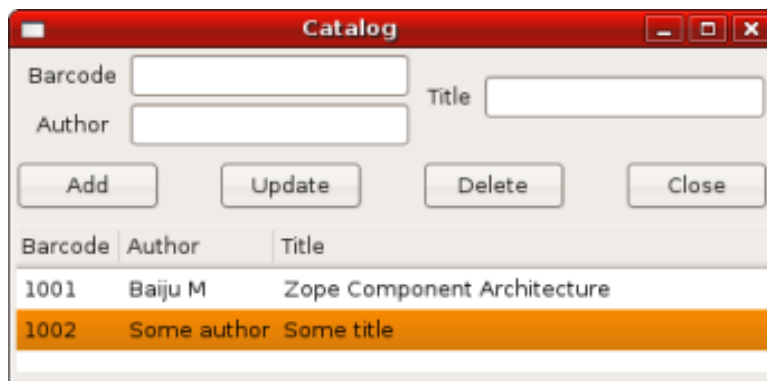 Catalog
Barcode
Title
Author
Add Update Delete Close
Barcode Author Title
1001 Baiju M Zope Component Architecture
1002 Some author Some title